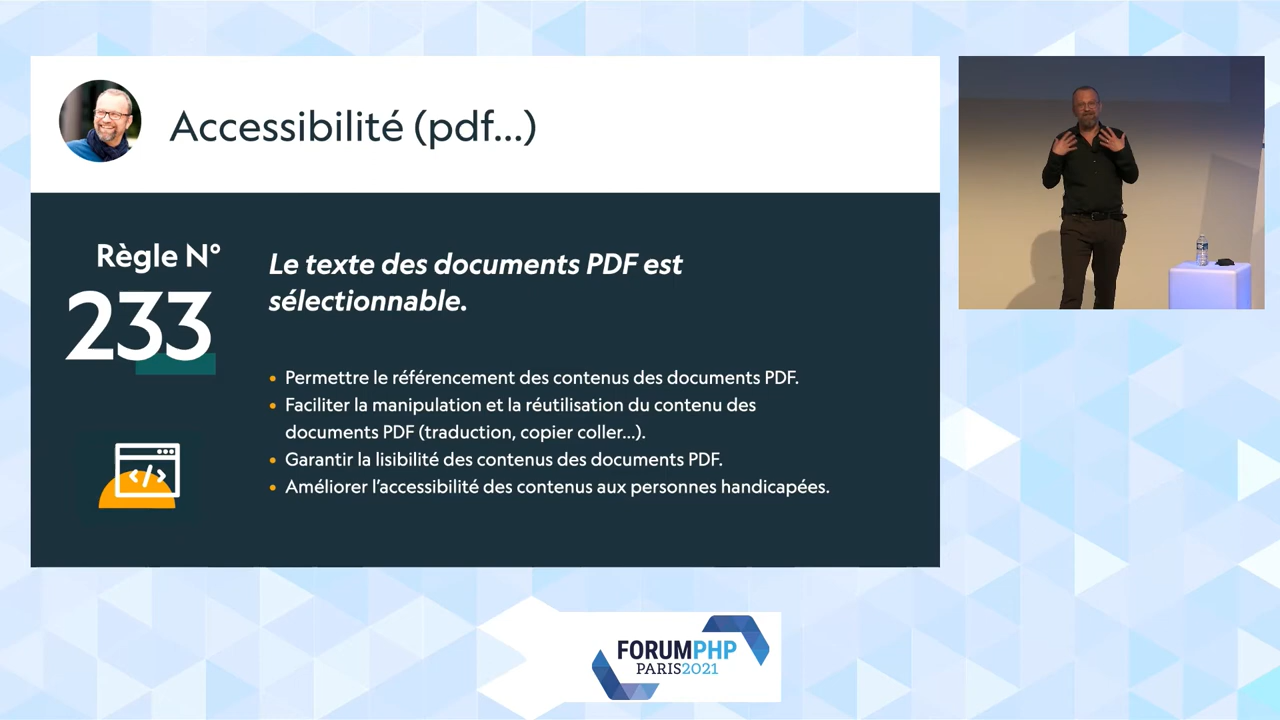 Accessibilité (pdf...)
Règle N°
233
Le texte des documents PDF est
sélectionnable.
• Permettre le référencement des contenus des documents PDF.
• Faciliter la manipulation et la réutilisation du contenu des
documents PDF (traduction, copier coller...).
• Garantir la lisibilité des contenus des documents PDF.
• Améliorer l'accessibilité des contenus aux personnes handicapées.
</>
FORUMPHP
PARIS2021